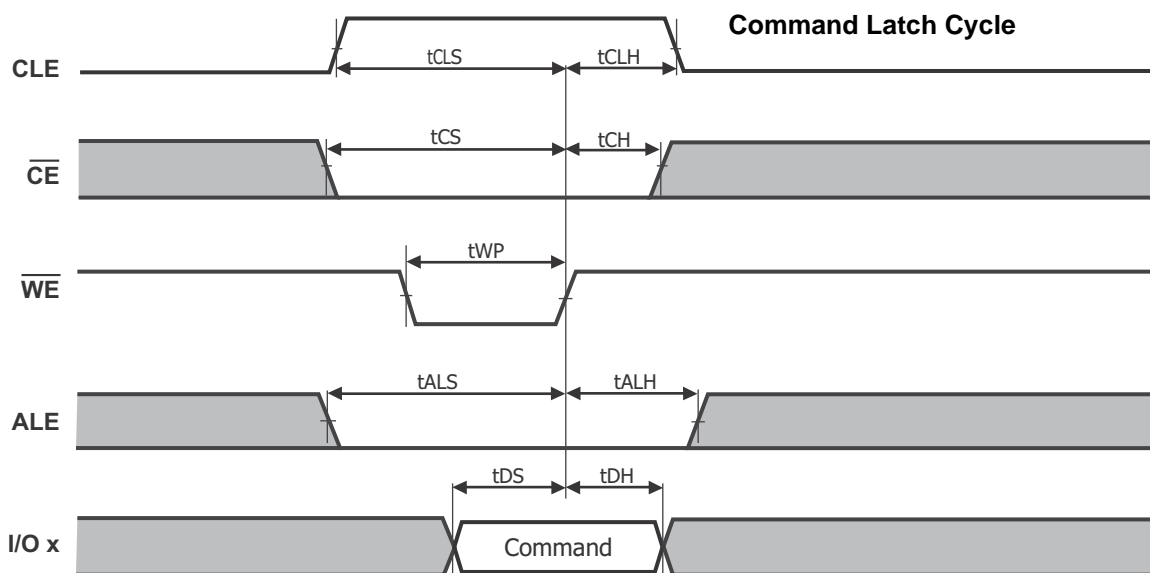 Command Latch Cycle
CLE
tCLS
tCLH
CE
tCS
tCH
WE
tWP
ALE
tALS
tALH
I/O x
tDS
tDH
Command